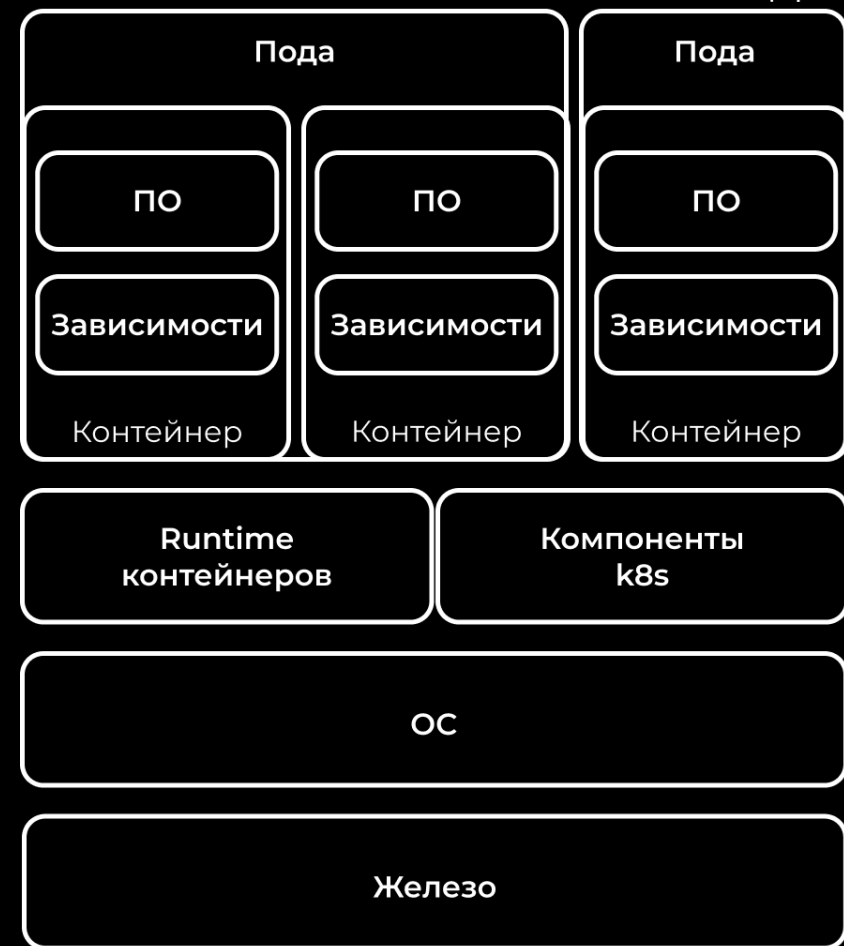 Пода
Пода
ПО
ПО
ПО
Зависимости
Зависимости
Зависимости
Контейнер
Контейнер
Контейнер
Runtime
контейнеров
Компоненты
k8s
ОС
Железо